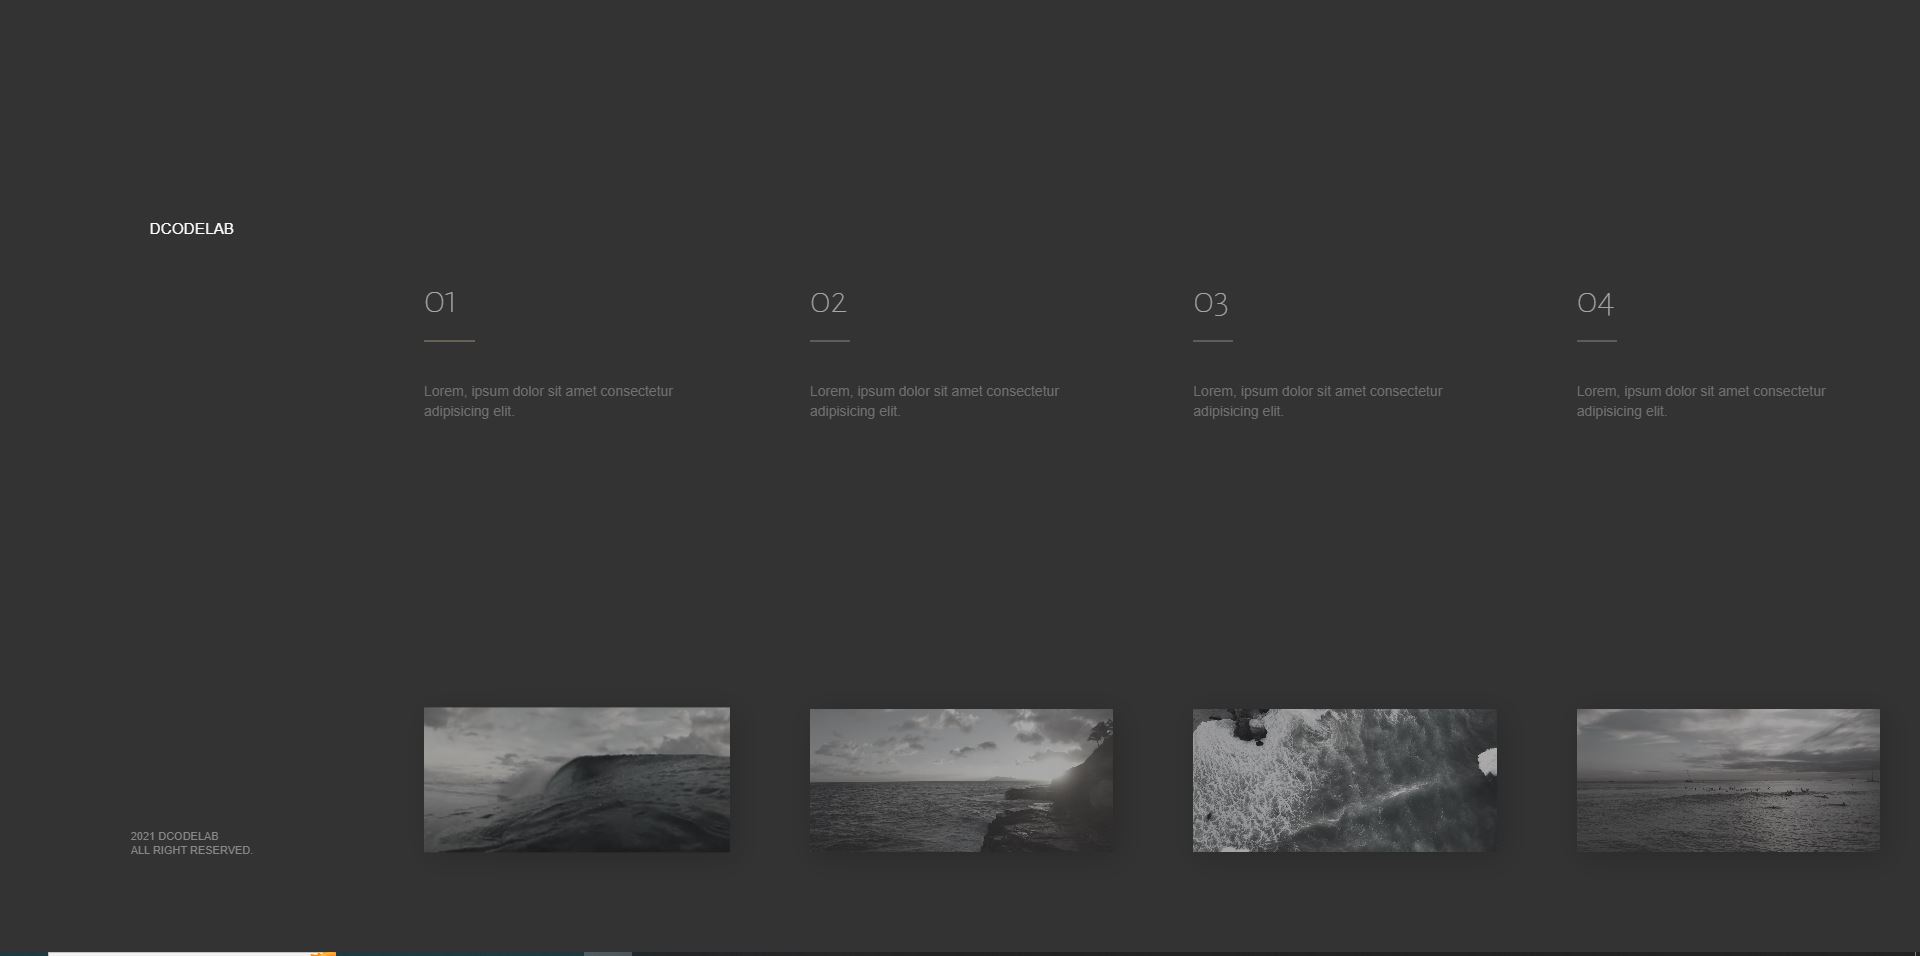 DCODELAB
01
Lorem, ipsum dolor sit amet consectetur
adipisicing elit.
02
Lorem, ipsum dolor sit amet consectetur
adipisicing elit.
03
Lorem, ipsum dolor sit amet consectetur
adipisicing elit.
04
Lorem, ipsum dolor sit amet consectetur
adipisicing elit.
2021 DCODELAB
ALL RIGHT RESERVED.